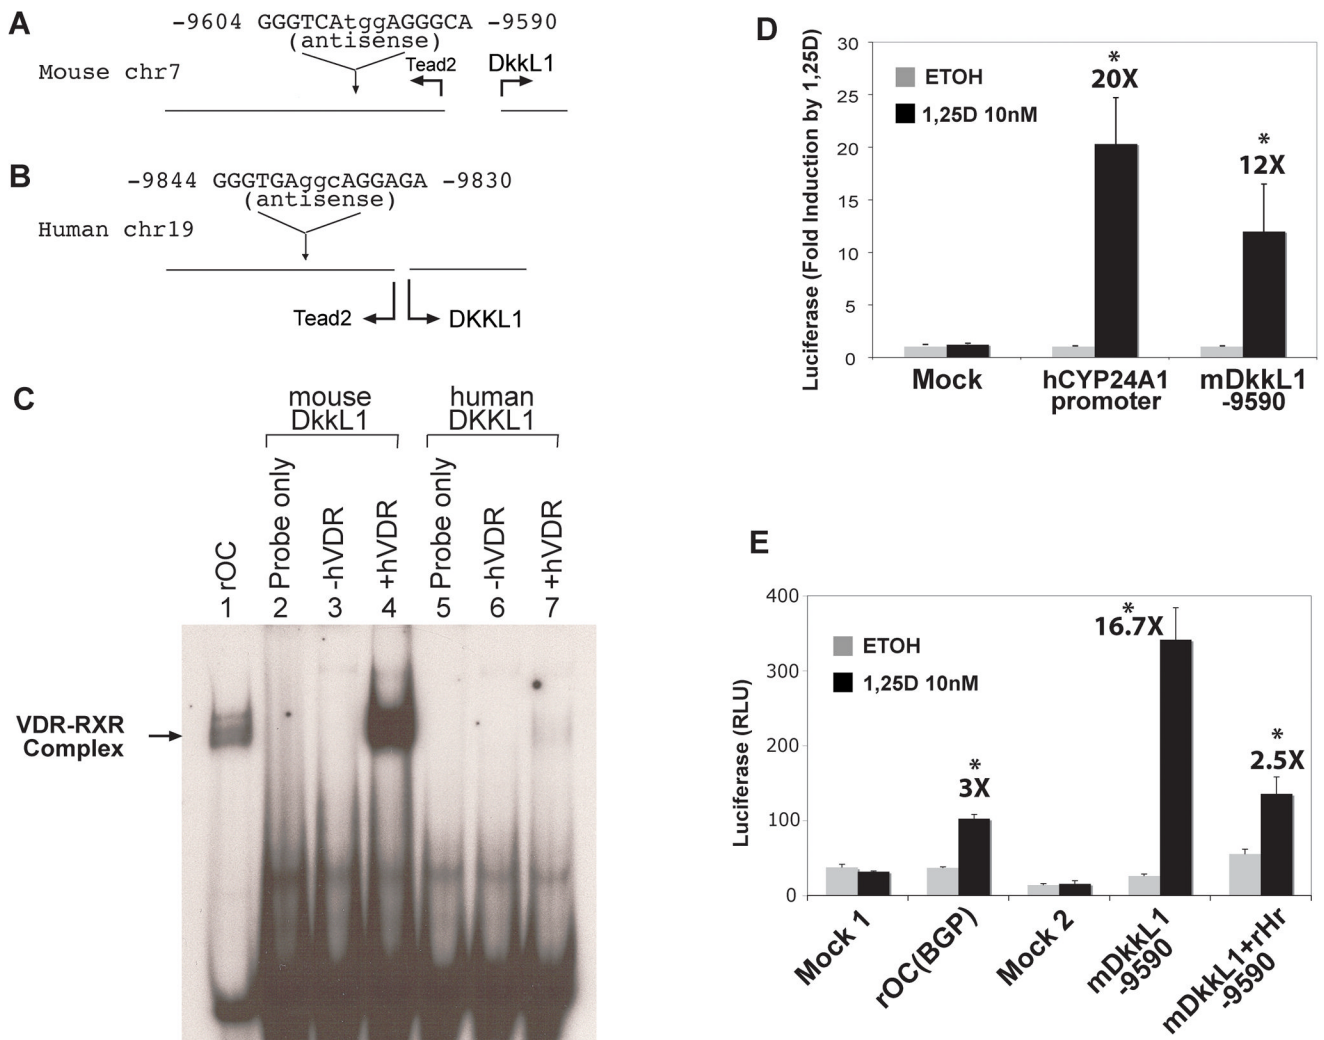 A
-9604 GGGTCAtggAGGGCA -9590
(antisense)
Mouse chr7
Tead2
DkkL1
B
-9844 GGGTGAggcAGGAGA -9830
(antisense)
Human chr19
Tead2
DKKL1
C
mouse
DkkL1
human
DKKL1
rOC
Probe only
-hVDR
+hVDR
Probe only
-hVDR
+hVDR
1 2 3 4 5 6 7
VDR-RXR
Complex
D
Luciferase (Fold Induction by 1,25D)
30
25
20
15
10
5
0
ETOH
1,25D 10nM
*
20X
*
12X
Mock
hCYP24A1
promoter
mDkkL1
-9590
E
Luciferase (RLU)
400
300
200
100
0
ETOH
1,25D 10nM
*
3X
*
16.7X
*
2.5X
Mock 1
rOC(BGP)
Mock 2
mDkkL1
-9590
mDkkL1+rHr
-9590